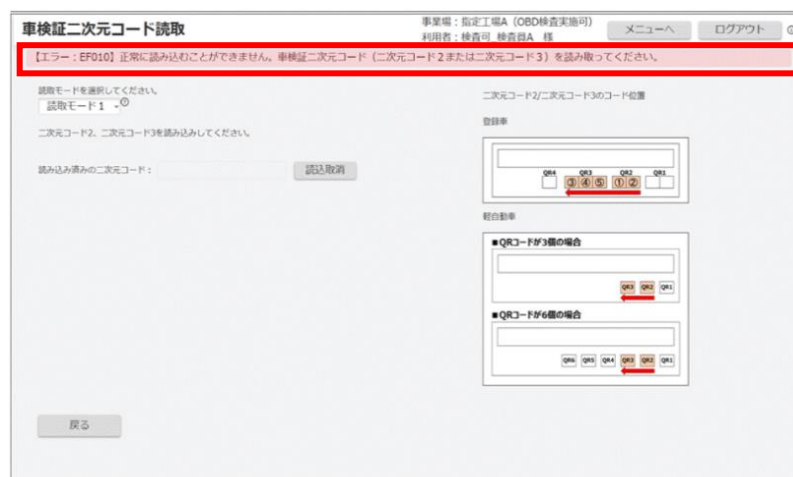 車検証二次元コード読取
事業場：指定工場A（OBD検査実施可）
利用者：検査可_検査員A 様
メニューへ
ログアウト
【エラー：EF010】正常に読み込むことができません。車検証二次元コード（二次元コード2または二次元コード3）を読み取ってください。
読取モードを選択してください。
読取モード1
二次元コード2、二次元コード3を読み込みしてください。
読み込み済みの二次元コード：
読込取消
二次元コード2/二次元コード3のコード位置
登録車
QR4 QR3 QR2 QR1
③ ④ ⑤ ① ②
軽自動車
■QRコードが3個の場合
QR3 QR2 QR1
■QRコードが6個の場合
QR6 QR5 QR4 QR3 QR2 QR1
戻る